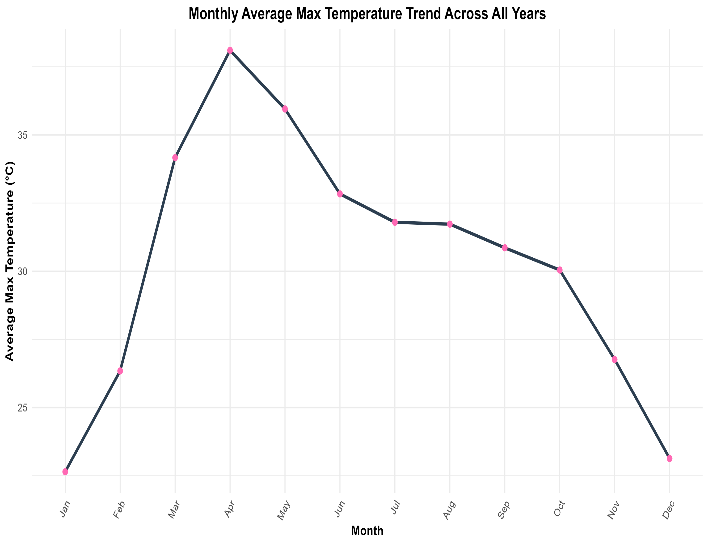 Monthly Average Max Temperature Trend Across All Years
Average Max Temperature (°C)
35
30
25
Jan
Feb
Mar
Apr
May
Jun
Jul
Aug
Sep
Oct
Nov
Dec
Month